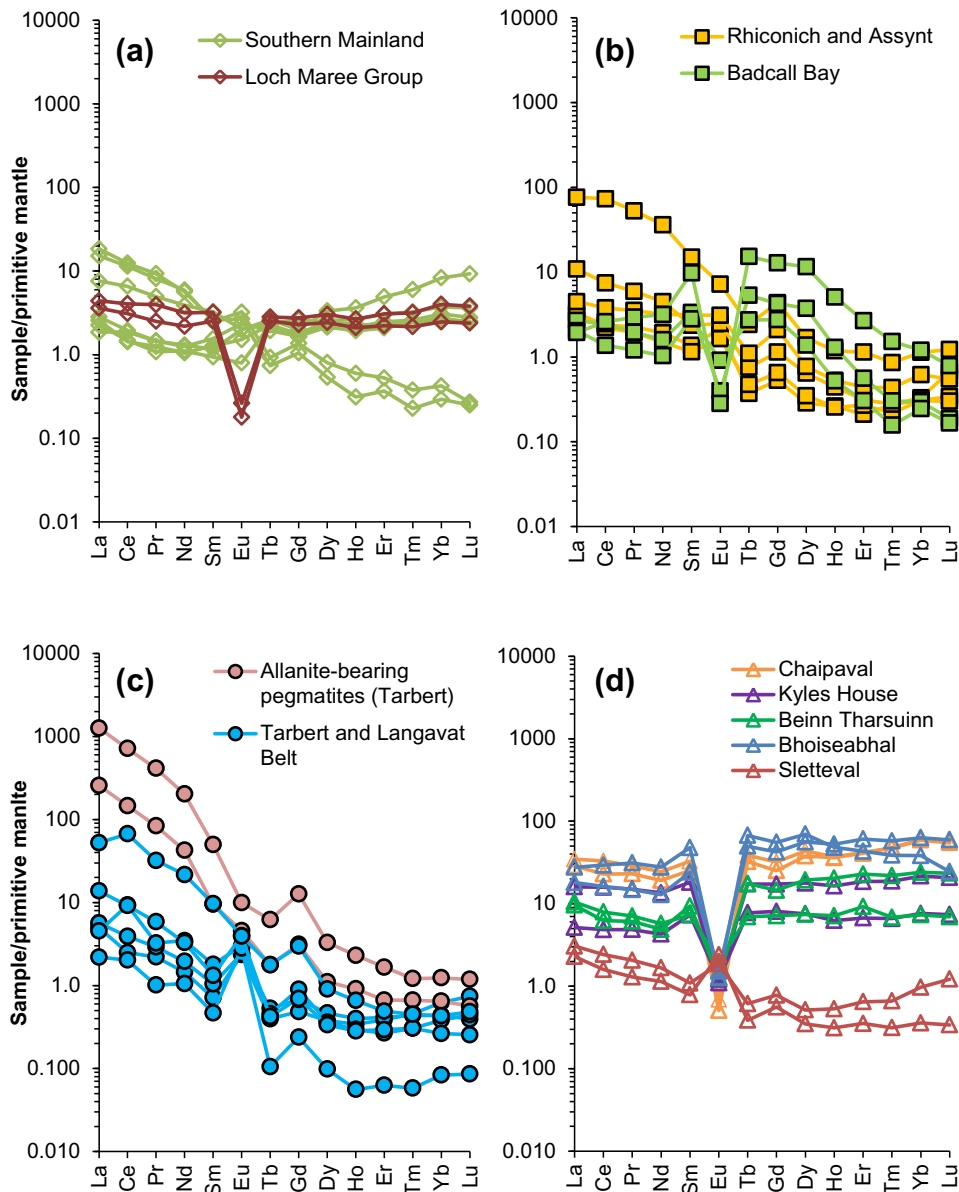 (a)
Southern Mainland
Loch Maree Group
Sample/primitive mantle
10000
1000
100
10
1.0
0.10
0.01
La Ce Pr Nd Sm Eu Tb Gd Dy Ho Er Tm Yb Lu
(b)
Rhiconich and Assynt
Badcall Bay
10000
1000
100
10
1.0
0.10
0.01
La Ce Pr Nd Sm Eu Tb Gd Dy Ho Er Tm Yb Lu
(c)
Allanite-bearing
pegmatites (Tarbert)
Tarbert and Langavat
Belt
Sample/primitive manlte
10000
1000
100
10
1.0
0.100
0.010
La Ce Pr Nd Sm Eu Tb Gd Dy Ho Er Tm Yb Lu
(d)
Chaipaval
Kyles House
Beinn Tharsuinn
Bhoiseabhal
Sletteval
10000
1000
100
10
1.0
0.10
0.01
La Ce Pr Nd Sm Eu Tb Gd Dy Ho Er Tm Yb Lu